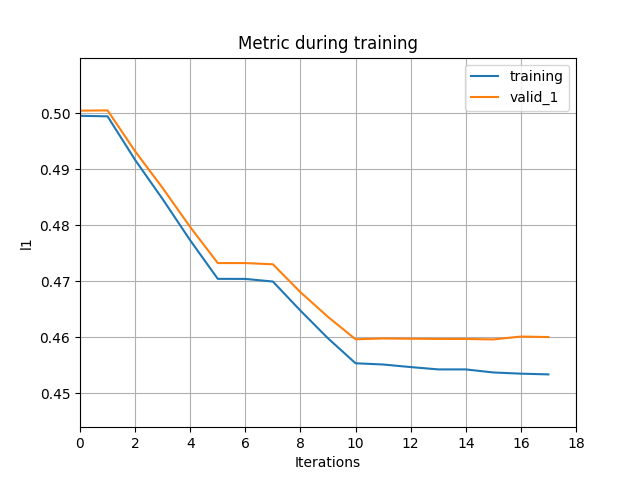 Metric during training
training
valid_1
0.50
0.49
0.48
0.47
0.46
0.45
l1
0 2 4 6 8 10 12 14 16 18
Iterations